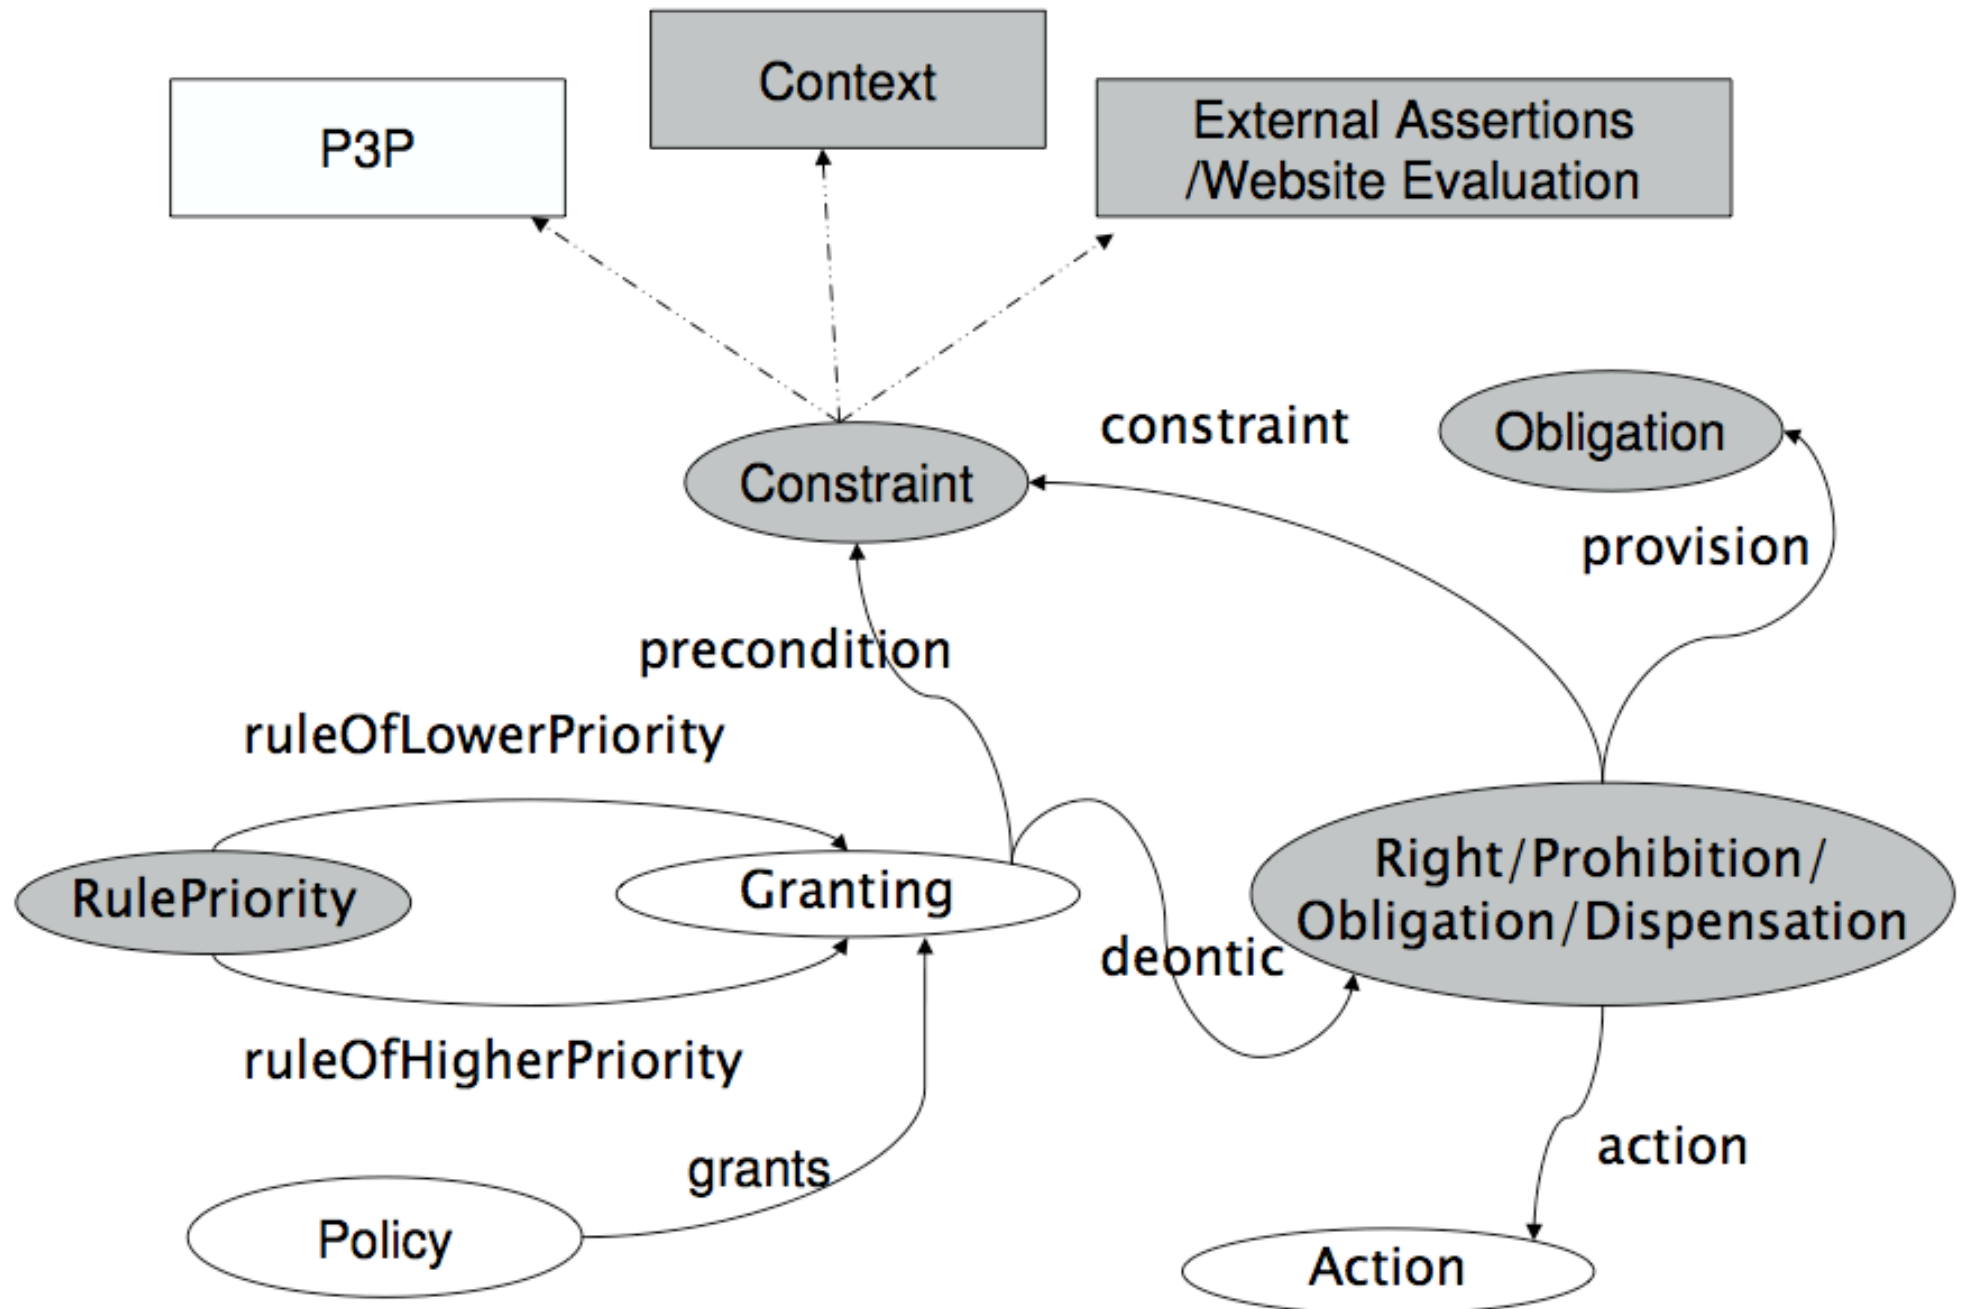 Context
P3P
External Assertions
/Website Evaluation
constraint
Obligation
Constraint
provision
precondition
ruleOfLowerPriority
Right/Prohibition/
Obligation/Dispensation
RulePriority
Granting
deontic
ruleOfHigherPriority
action
grants
Policy
Action